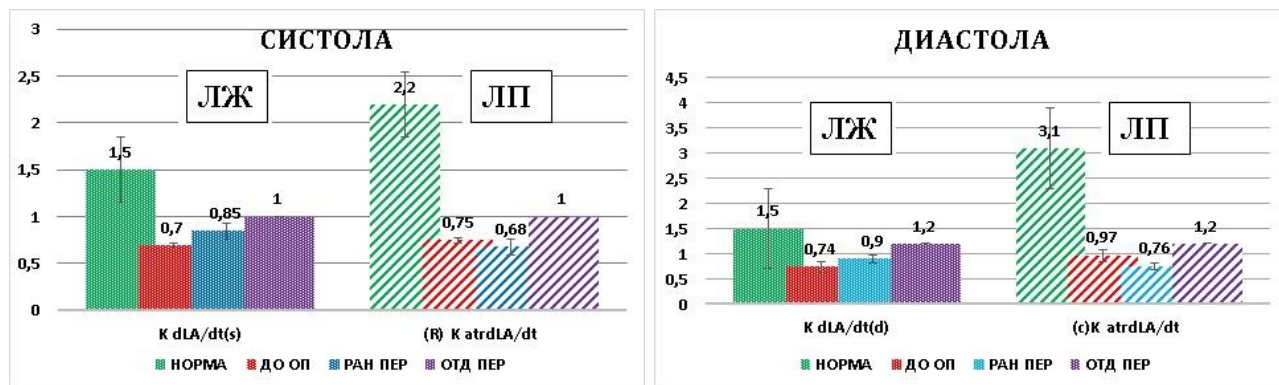 СИСТОЛА
3
2,5
2
1,5
1
0,5
0
ЛЖ
ЛП
1,5
0,7
0,85
1
2,2
0,75
0,68
1
K dLA/dt(s)
(R) K atrdLA/dt
НОРМА ДО ОП РАН ПЕР ОТД ПЕР
ДИАСТОЛА
4,5
4
3,5
3
2,5
2
1,5
1
0,5
0
ЛЖ
ЛП
1,5
0,74
0,9
1,2
3,1
0,97
0,76
1,2
K dLA/dt(d)
(c)K atrdLA/dt
НОРМА ДО ОП РАН ПЕР ОТД ПЕР